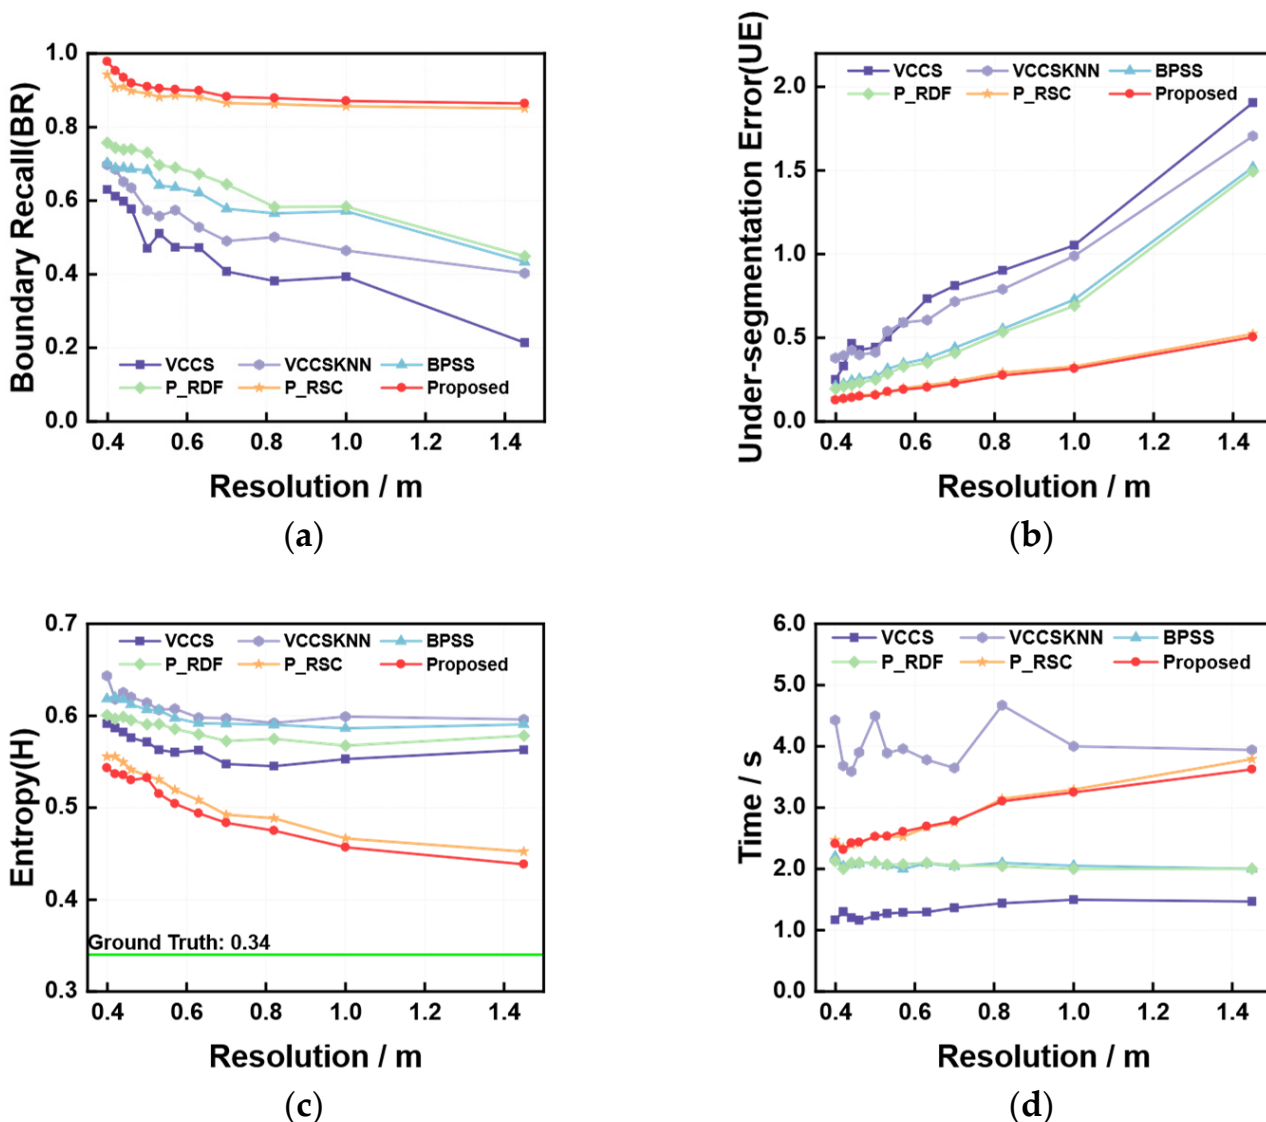 1.0
0.8
0.6
0.4
0.2
0.0
Boundary Recall(BR)
VCCS VCCSKNN BPSS
P_RDF P_RSC Proposed
0.4 0.6 0.8 1.0 1.2 1.4
Resolution / m
(a)
2.0
1.5
1.0
0.5
0.0
Under-segmentation Error(UE)
VCCS VCCSKNN BPSS
P_RDF P_RSC Proposed
0.4 0.6 0.8 1.0 1.2 1.4
Resolution / m
(b)
0.7
0.6
0.5
0.4
0.3
Entropy(H)
VCCS VCCSKNN BPSS
P_RDF P_RSC Proposed
Ground Truth: 0.34
0.4 0.6 0.8 1.0 1.2 1.4
Resolution / m
(c)
6.0
5.0
4.0
3.0
2.0
1.0
0.0
Time / s
VCCS VCCSKNN BPSS
P_RDF P_RSC Proposed
0.4 0.6 0.8 1.0 1.2 1.4
Resolution / m
(d)